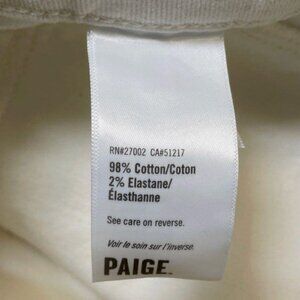 RN#27002 CA#51217
98% Cotton/Coton
2% Elastane/
Élasthanne
See care on reverse.
Voir le soin sur l'inverse.
PAIGE